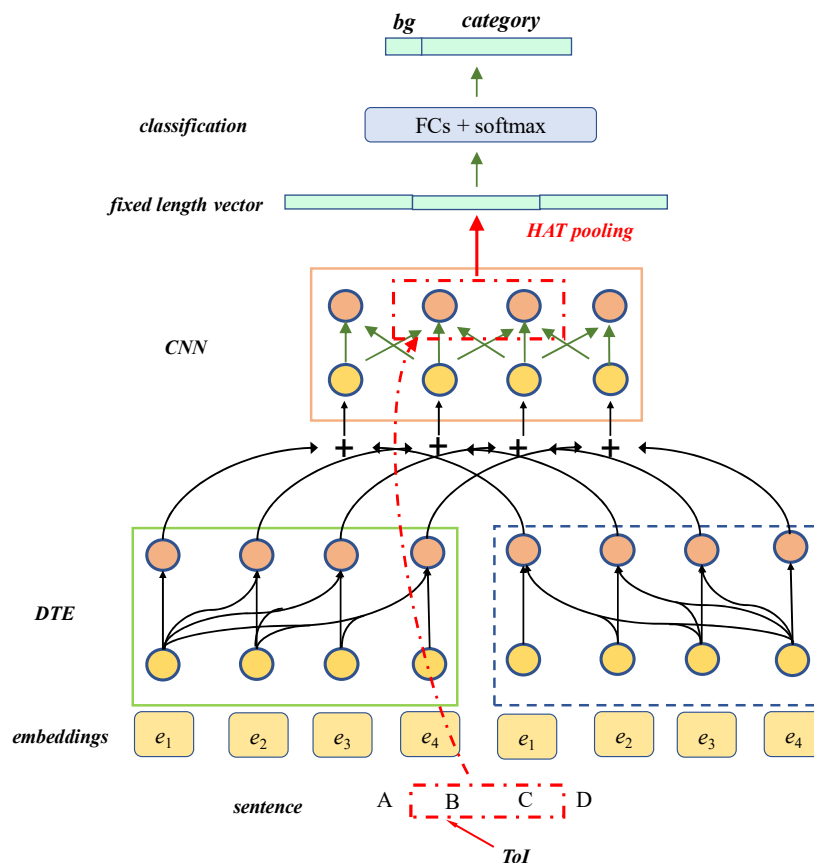 bg category
classification FCs + softmax
fixed length vector
HAT pooling
CNN
+ + + +
DTE
embeddings e1 e2 e3 e4 e1 e2 e3 e4
sentence A B C D
ToI